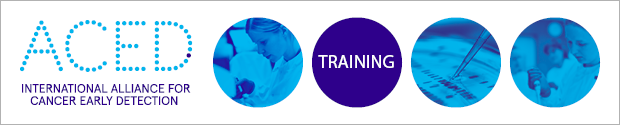 ACED
INTERNATIONAL ALLIANCE FOR
CANCER EARLY DETECTION
TRAINING